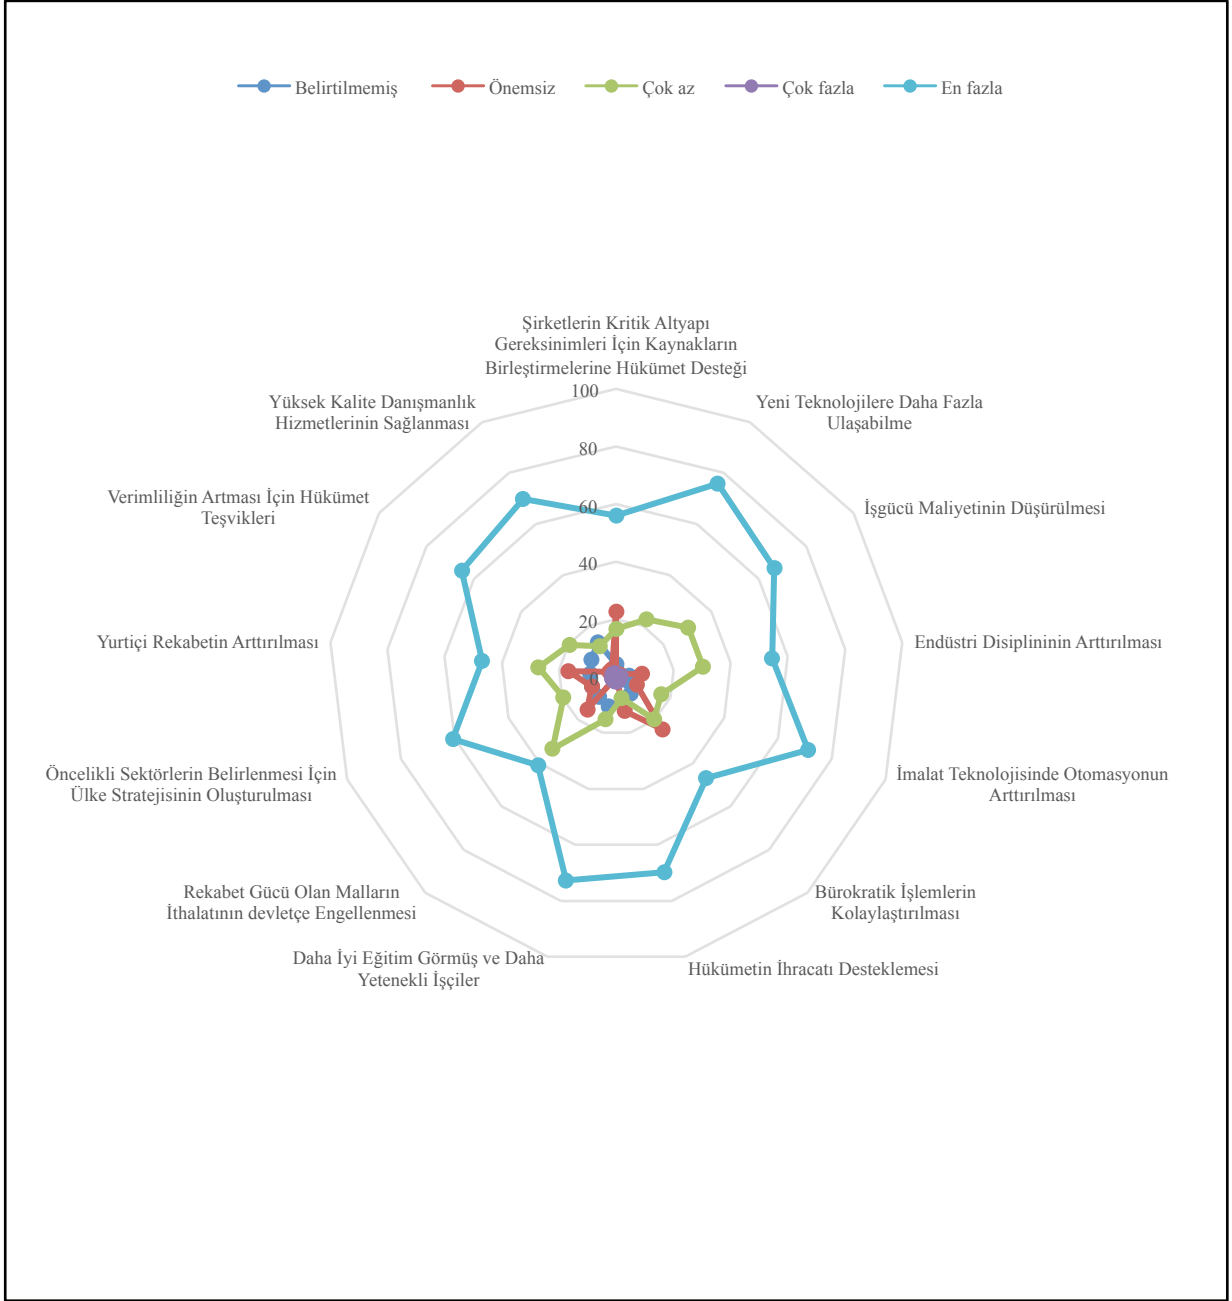 Belirtilmemiş
Önemsiz
Çok az
Çok fazla
En fazla
Şirketlerin Kritik Altyapı
Gereksinimleri İçin Kaynakların
Birleştirmelerine Hükümet Desteği
Yeni Teknolojilere Daha Fazla
Ulaşabilme
İşgücü Maliyetinin Düşürülmesi
Endüstri Disiplininin Arttırılması
İmalat Teknolojisinde Otomasyonun
Arttırılması
Bürokratik İşlemlerin
Kolaylaştırılması
Hükümetin İhracatı Desteklemesi
Daha İyi Eğitim Görmüş ve Daha
Yetenekli İşçiler
Rekabet Gücü Olan Malların
İthalatının devletçe Engellenmesi
Öncelikli Sektörlerin Belirlenmesi İçin
Ülke Stratejisinin Oluşturulması
Yurtiçi Rekabetin Arttırılması
Verimliliğin Artması İçin Hükümet
Teşvikleri
Yüksek Kalite Danışmanlık
Hizmetlerinin Sağlanması
100
80
60
40
20
0